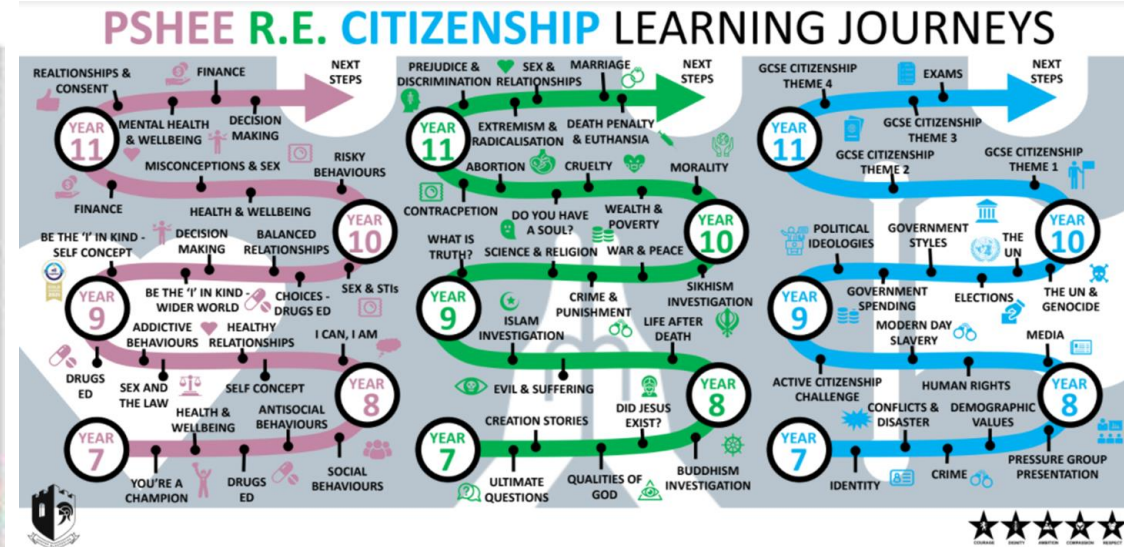 PSHEE R.E. CITIZENSHIP LEARNING JOURNEYS
REALTIONSHIPS &
CONSENT
FINANCE
NEXT
STEPS
YEAR
11
MENTAL HEALTH
& WELLBEING
DECISION
MAKING
MISCONCEPTIONS & SEX
RISKY
BEHAVIOURS
FINANCE
HEALTH & WELLBEING
YEAR
10
BE THE 'I' IN KIND -
SELF CONCEPT
DECISION
MAKING
BALANCED
RELATIONSHIPS
BE THE 'I' IN KIND -
WIDER WORLD
CHOICES -
DRUGS ED
SEX & STIs
YEAR
9
ADDICTIVE
BEHAVIOURS
HEALTHY
RELATIONSHIPS
I CAN, I AM
DRUGS
ED
SEX AND
THE LAW
SELF CONCEPT
YEAR
8
HEALTH &
WELLBEING
ANTISOCIAL
BEHAVIOURS
YEAR
7
YOU'RE A
CHAMPION
DRUGS
ED
SOCIAL
BEHAVIOURS
PREJUDICE &
DISCRIMINATION
SEX &
RELATIONSHIPS
MARRIAGE
NEXT
STEPS
YEAR
11
EXTREMISM &
RADICALISATION
DEATH PENALTY
& EUTHANSIA
ABORTION
CRUELTY
MORALITY
CONTRACPETION
DO YOU HAVE
A SOUL?
WEALTH &
POVERTY
YEAR
10
WHAT IS
TRUTH?
SCIENCE & RELIGION
WAR & PEACE
CRIME &
PUNISHMENT
SIKHISM
INVESTIGATION
YEAR
9
ISLAM
INVESTIGATION
LIFE AFTER
DEATH
EVIL & SUFFERING
YEAR
8
CREATION STORIES
DID JESUS
EXIST?
YEAR
7
ULTIMATE
QUESTIONS
QUALITIES OF
GOD
BUDDHISM
INVESTIGATION
GCSE CITIZENSHIP
THEME 4
EXAMS
NEXT
STEPS
YEAR
11
GCSE CITIZENSHIP
THEME 3
GCSE CITIZENSHIP
THEME 2
GCSE CITIZENSHIP
THEME 1
YEAR
10
POLITICAL
IDEOLOGIES
GOVERNMENT
STYLES
THE
UN
GOVERNMENT
SPENDING
ELECTIONS
THE UN &
GENOCIDE
YEAR
9
MODERN DAY
SLAVERY
MEDIA
ACTIVE CITIZENSHIP
CHALLENGE
HUMAN RIGHTS
YEAR
8
CONFLICTS &
DISASTER
DEMOGRAPHIC
VALUES
YEAR
7
IDENTITY
CRIME
PRESSURE GROUP
PRESENTATION
COURAGE
DIGNITY
AMBITION
COMPASSION
RESPECT